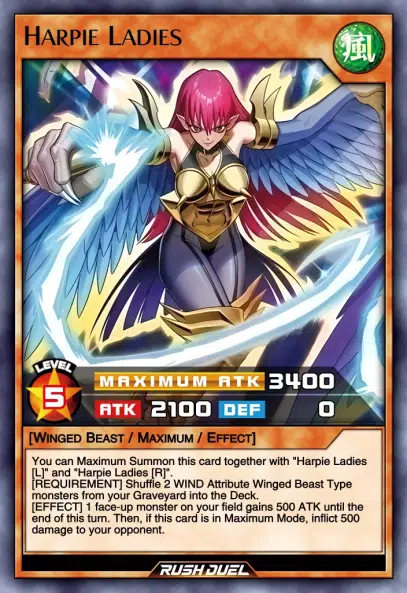 Harpie Ladies
風
LEVEL
5
MAXIMUM ATK 3400
ATK 2100 DEF 0
[Winged Beast / Maximum / Effect]
You can Maximum Summon this card together with "Harpie Ladies
[L]" and "Harpie Ladies [R]".
[REQUIREMENT] Shuffle 2 WIND Attribute Winged Beast Type
monsters from your Graveyard into the Deck.
[EFFECT] 1 face-up monster on your field gains 500 ATK until the
end of this turn. Then, if this card is in Maximum Mode, inflict 500
damage to your opponent.
RUSH DUEL